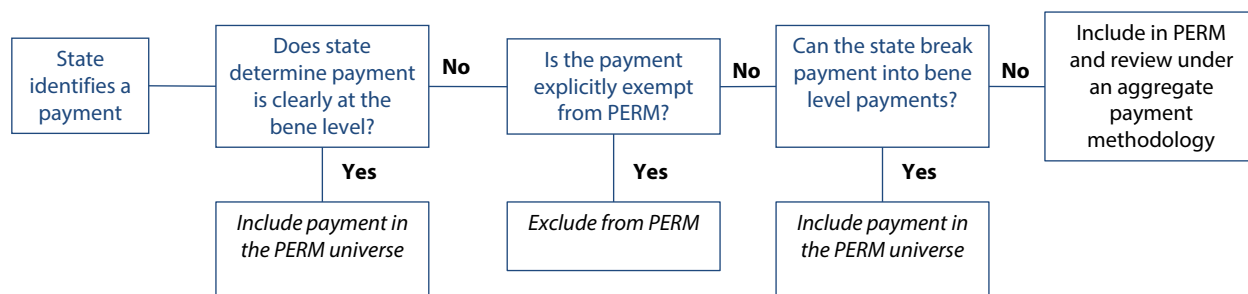 State
identifies a
payment
Does state
determine payment
is clearly at the
bene level?
No
Is the payment
explicitly exempt
from PERM?
No
Can the state break
payment into bene
level payments?
No
Include in PERM
and review under
an aggregate
payment
methodology
Yes
Yes
Yes
Include payment in
the PERM universe
Exclude from PERM
Include payment in
the PERM universe